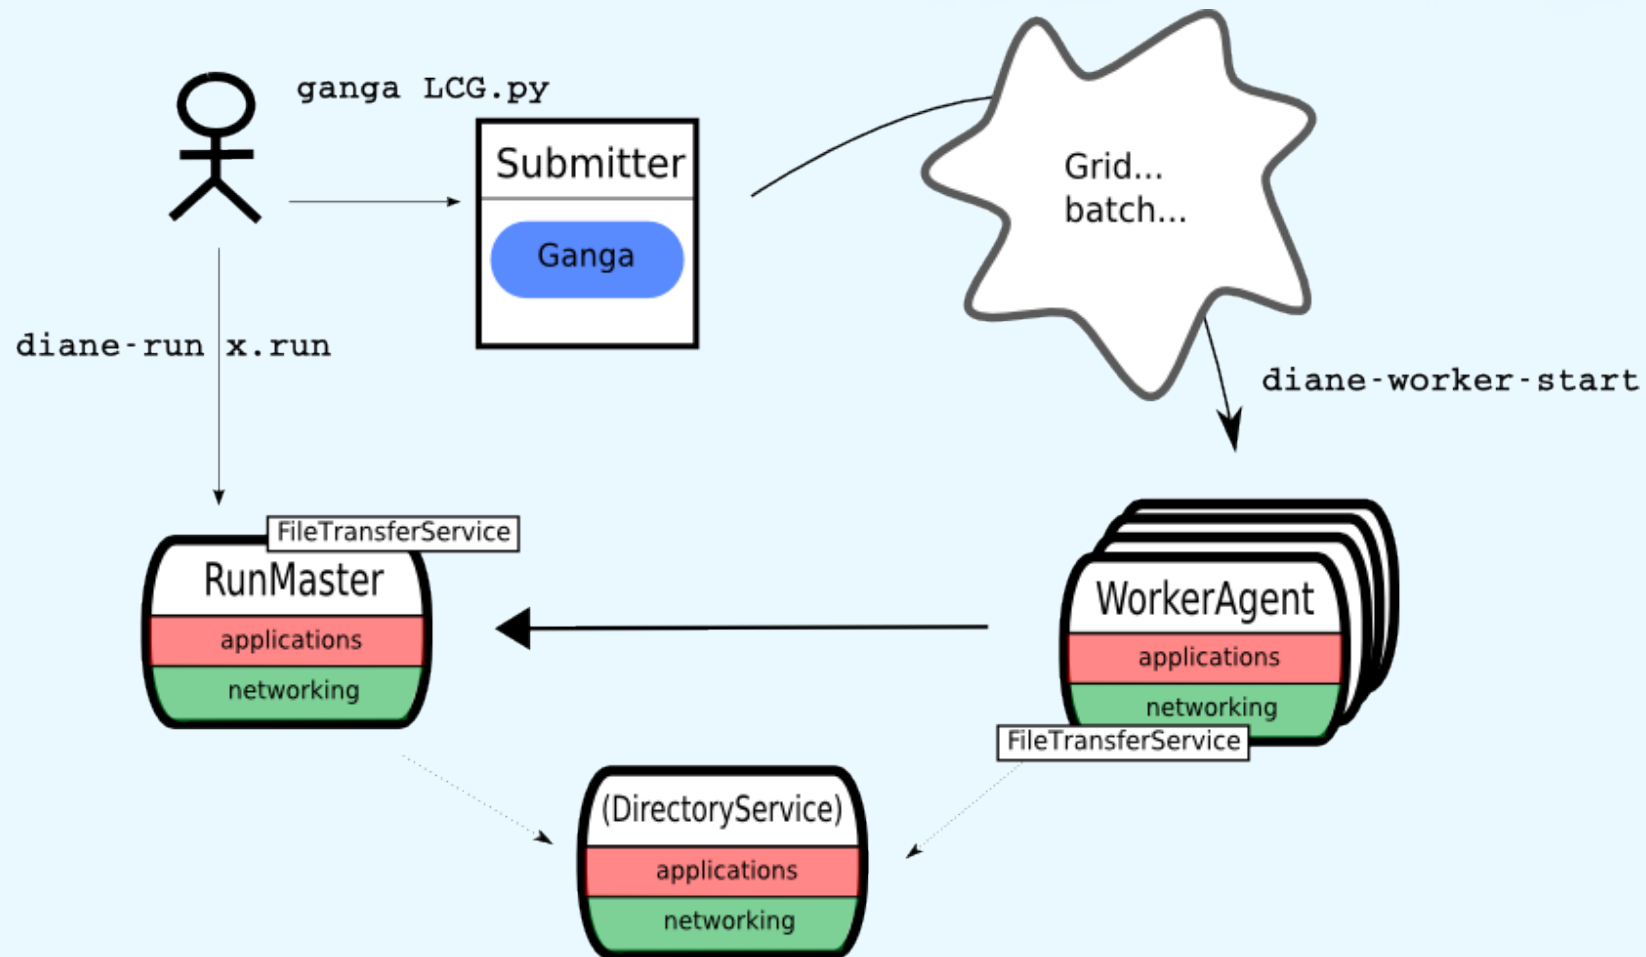 ganga LCG.py
Submitter
Ganga
Grid...
batch...
diane-run x.run
diane-worker-start
FileTransferService
RunMaster
applications
networking
WorkerAgent
applications
networking
FileTransferService
(DirectoryService)
applications
networking